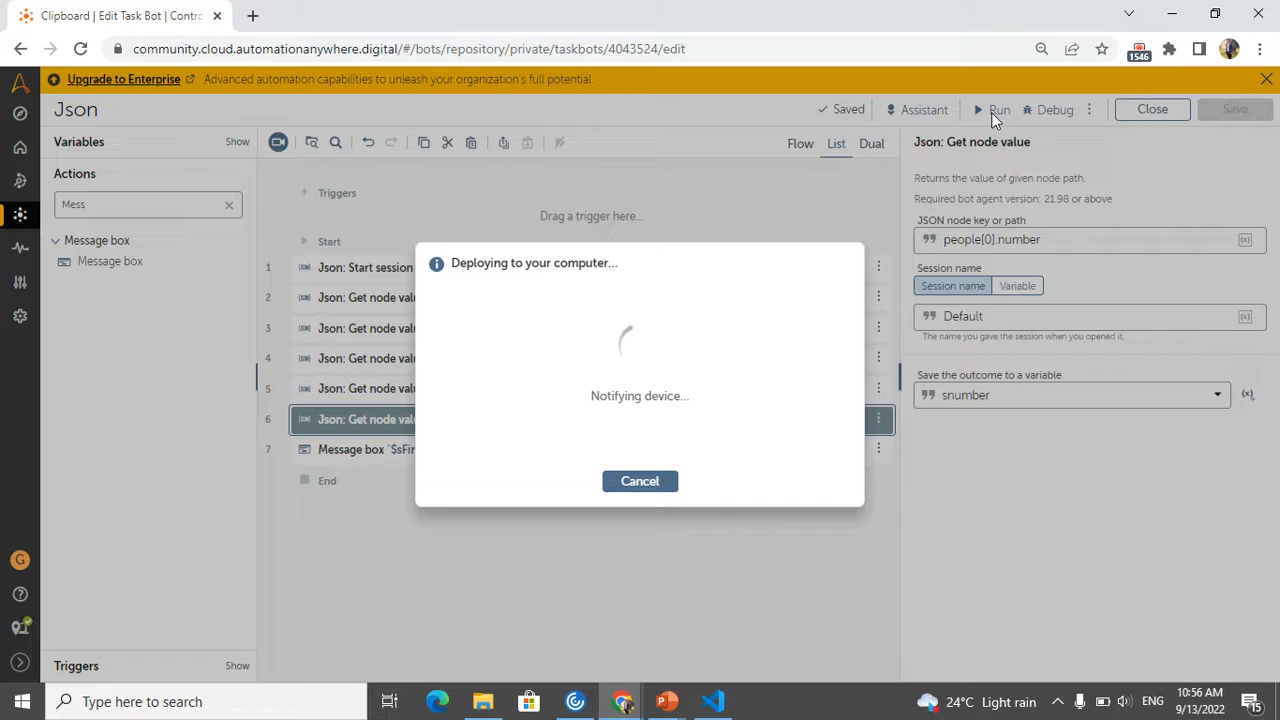 Clipboard | Edit Task Bot | Contro
community.cloud.automationanywhere.digital/#/bots/repository/private/taskbots/4043524/edit
1546
Upgrade to Enterprise Advanced automation capabilities to unleash your organization's full potential.
Json
Saved
Assistant
Run
Debug
Close
Save
Variables
Show
Flow
List
Dual
Json: Get node value
Actions
Mess
Message box
Message box
Triggers
Drag a trigger here...
Start
1 Json: Start session
2 Json: Get node valu
3 Json: Get node valu
4 Json: Get node valu
5 Json: Get node valu
6 Json: Get node valu
7 Message box "$sFir
End
Deploying to your computer...
Notifying device...
Cancel
Returns the value of given node path.
Required bot agent version: 21.98 or above
JSON node key or path
people[0].number
(x)
Session name
Session name
Variable
Default
(x)
The name you gave the session when you opened it.
Save the outcome to a variable
snumber
(x)
G
Triggers
Show
Type here to search
24°C Light rain
ENG
10:56 AM
9/13/2022
15